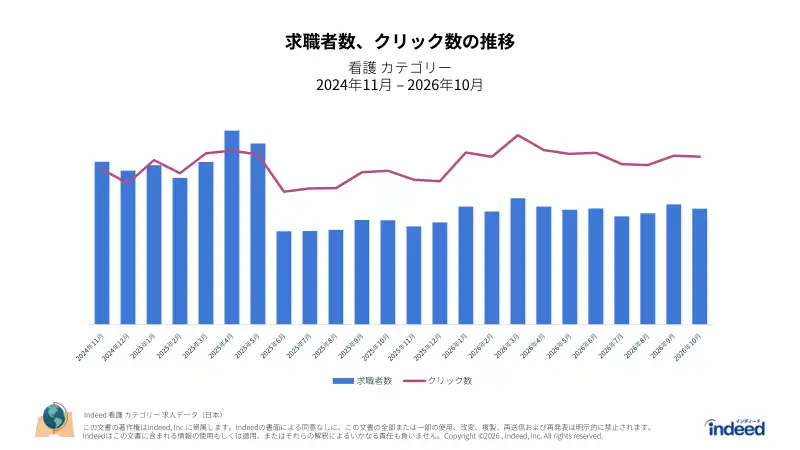 求職者数、クリック数の推移
看護 カテゴリー
2024年11月 – 2026年10月
2024年11月
2024年12月
2025年1月
2025年2月
2025年3月
2025年4月
2025年5月
2025年6月
2025年7月
2025年8月
2025年9月
2025年10月
2025年11月
2025年12月
2026年1月
2026年2月
2026年3月
2026年4月
2026年5月
2026年6月
2026年7月
2026年8月
2026年9月
2026年10月
求職者数 クリック数
Indeed 看護 カテゴリー 求人データ（日本）
この文書の著作権はIndeed, Inc.に帰属します。Indeedの書面による同意なしに、この文書の全部または一部の使用、改変、複製、再送信および再発表は明示的に禁止されます。
Indeedはこの文書に含まれる情報の使用もしくは適用、またはそれらの解釈によるいかなる責任も負いません。Copyright ©2026 , Indeed, Inc. All rights reserved.
インディード
indeed